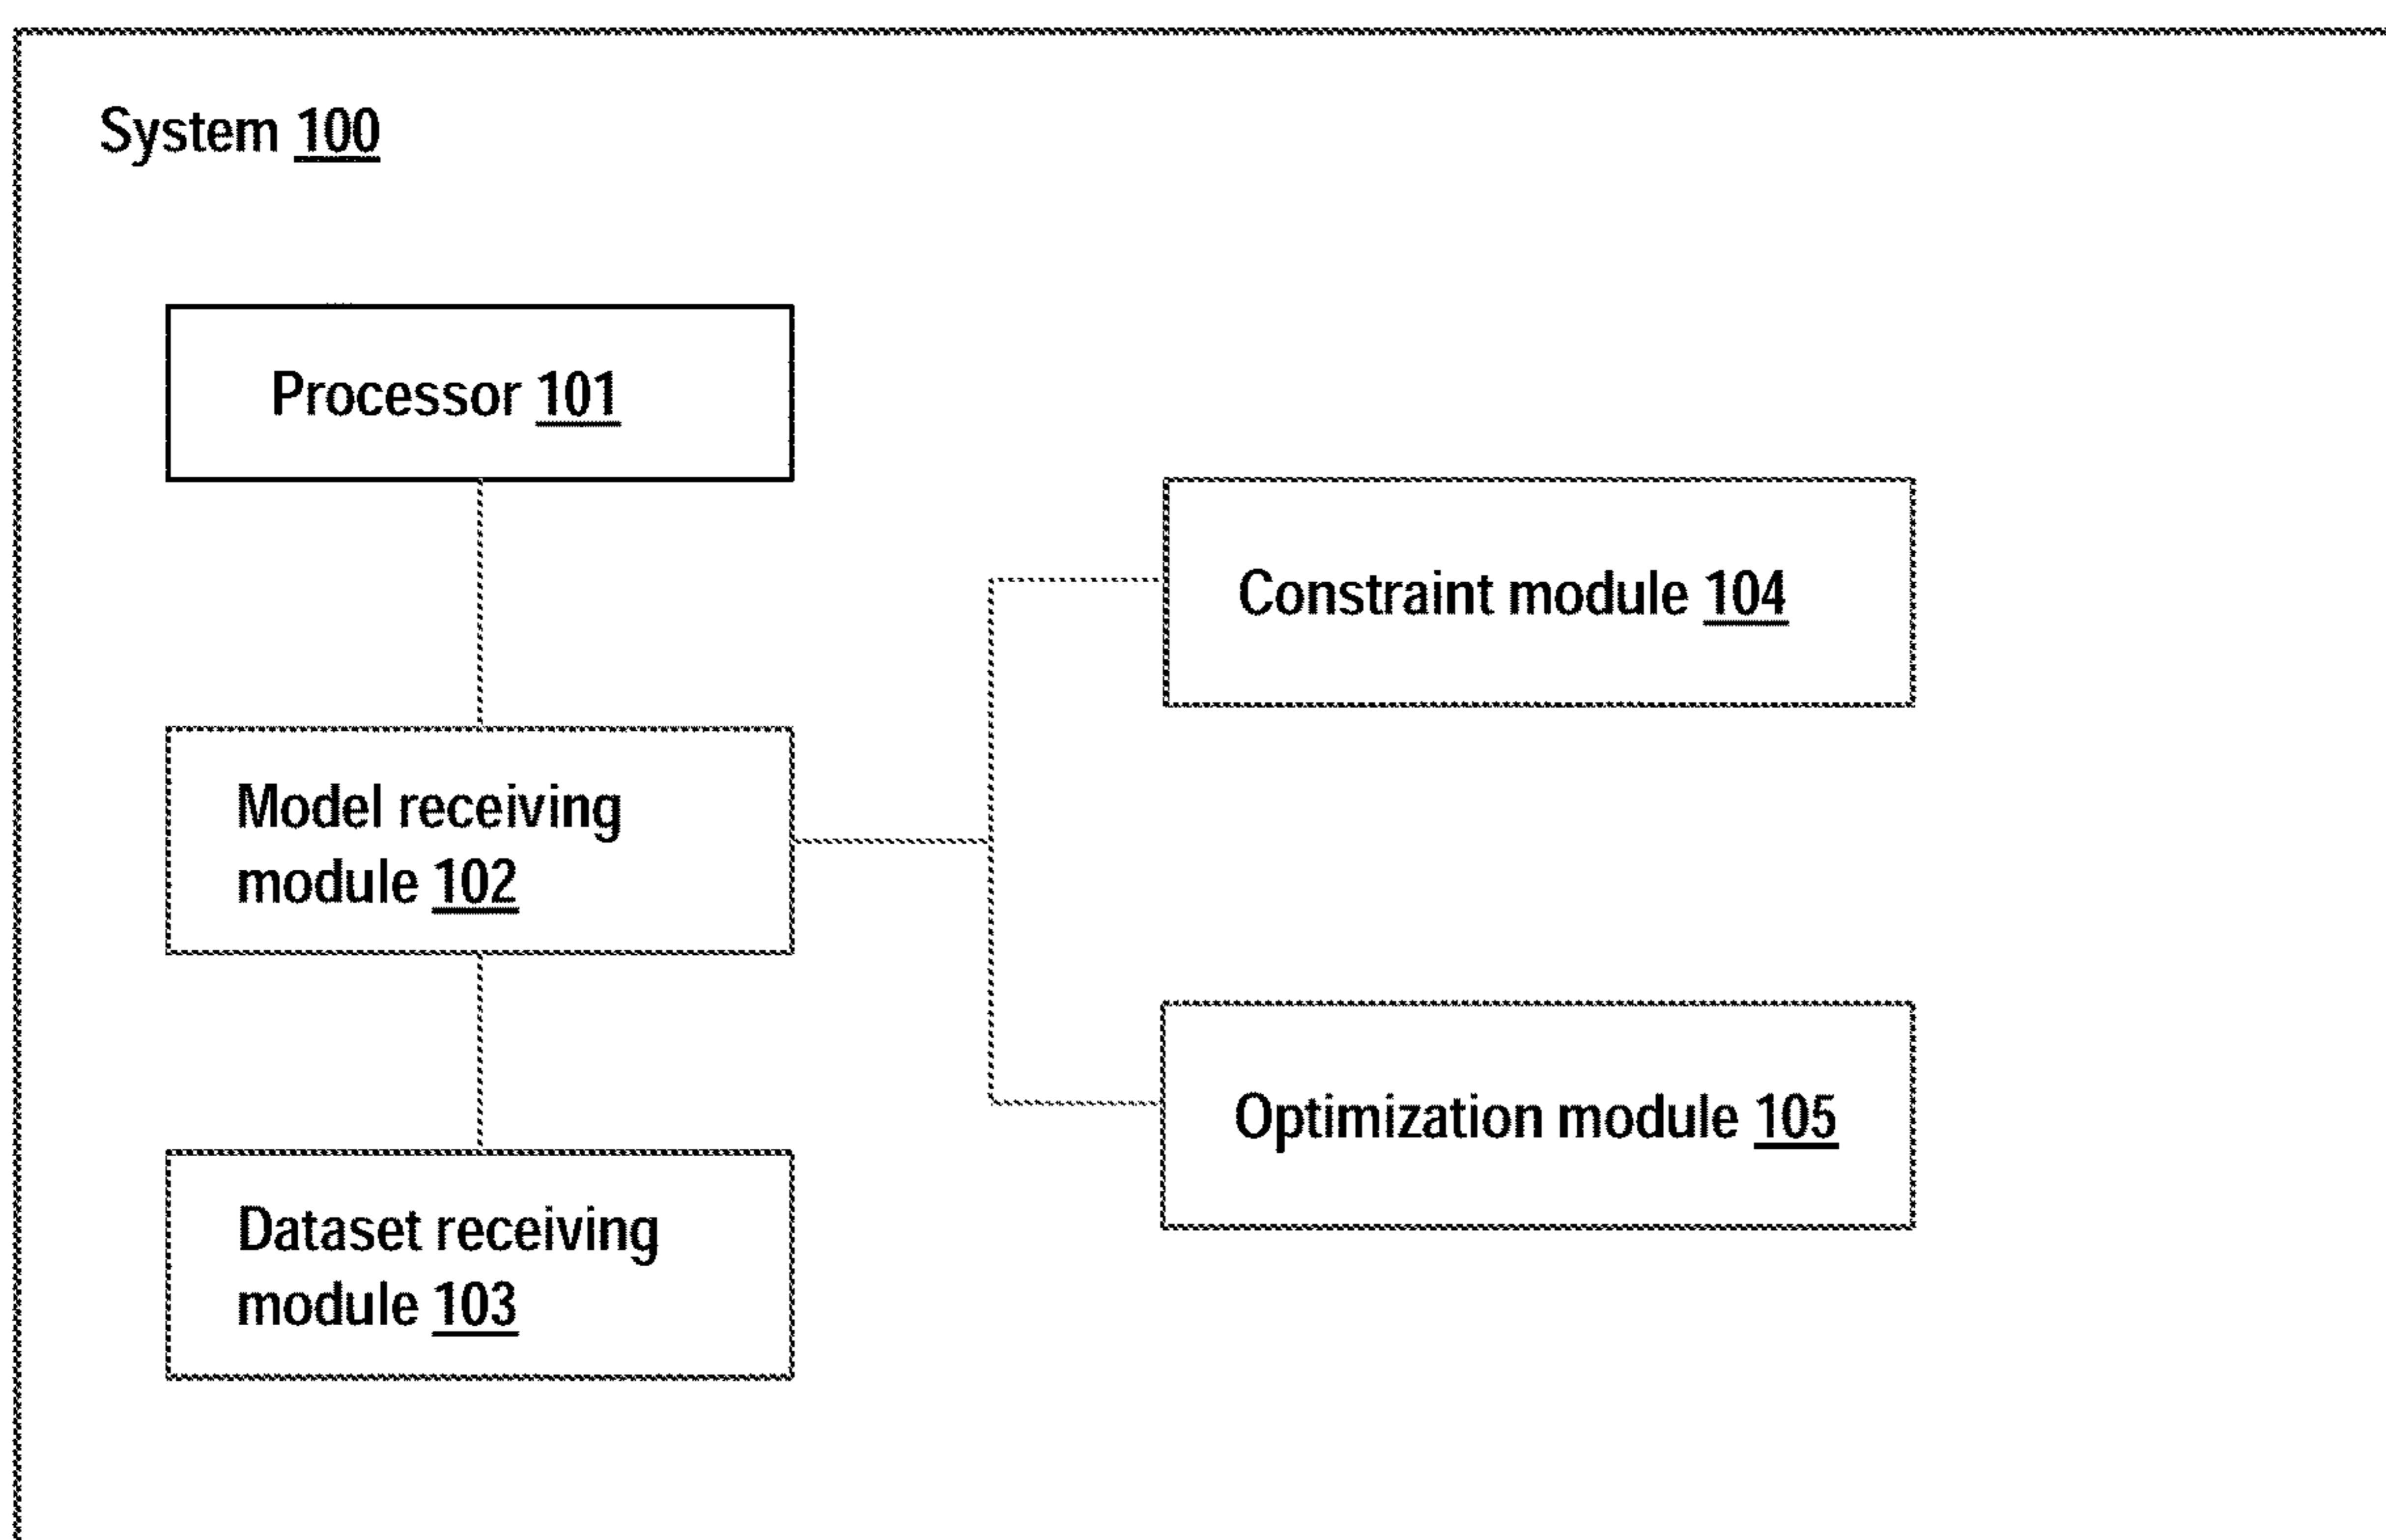 System 100
Processor 101
Constraint module 104
Model receiving
module 102
Optimization module 105
Dataset receiving
module 103